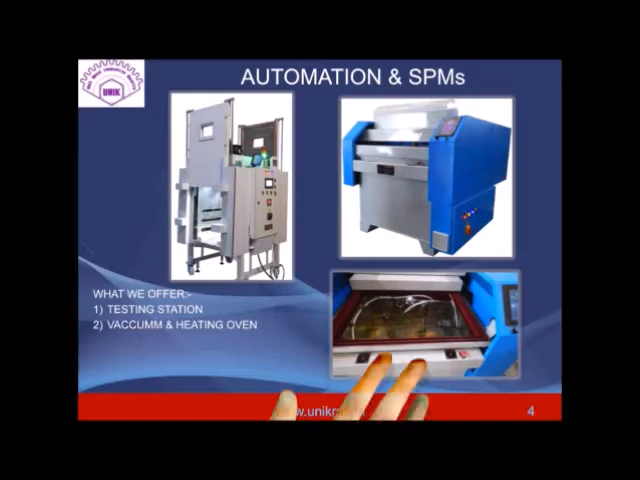 AUTOMATION & SPMs
UNIK
WHAT WE OFFER:-
1) TESTING STATION
2) VACCUMM & HEATING OVEN
4